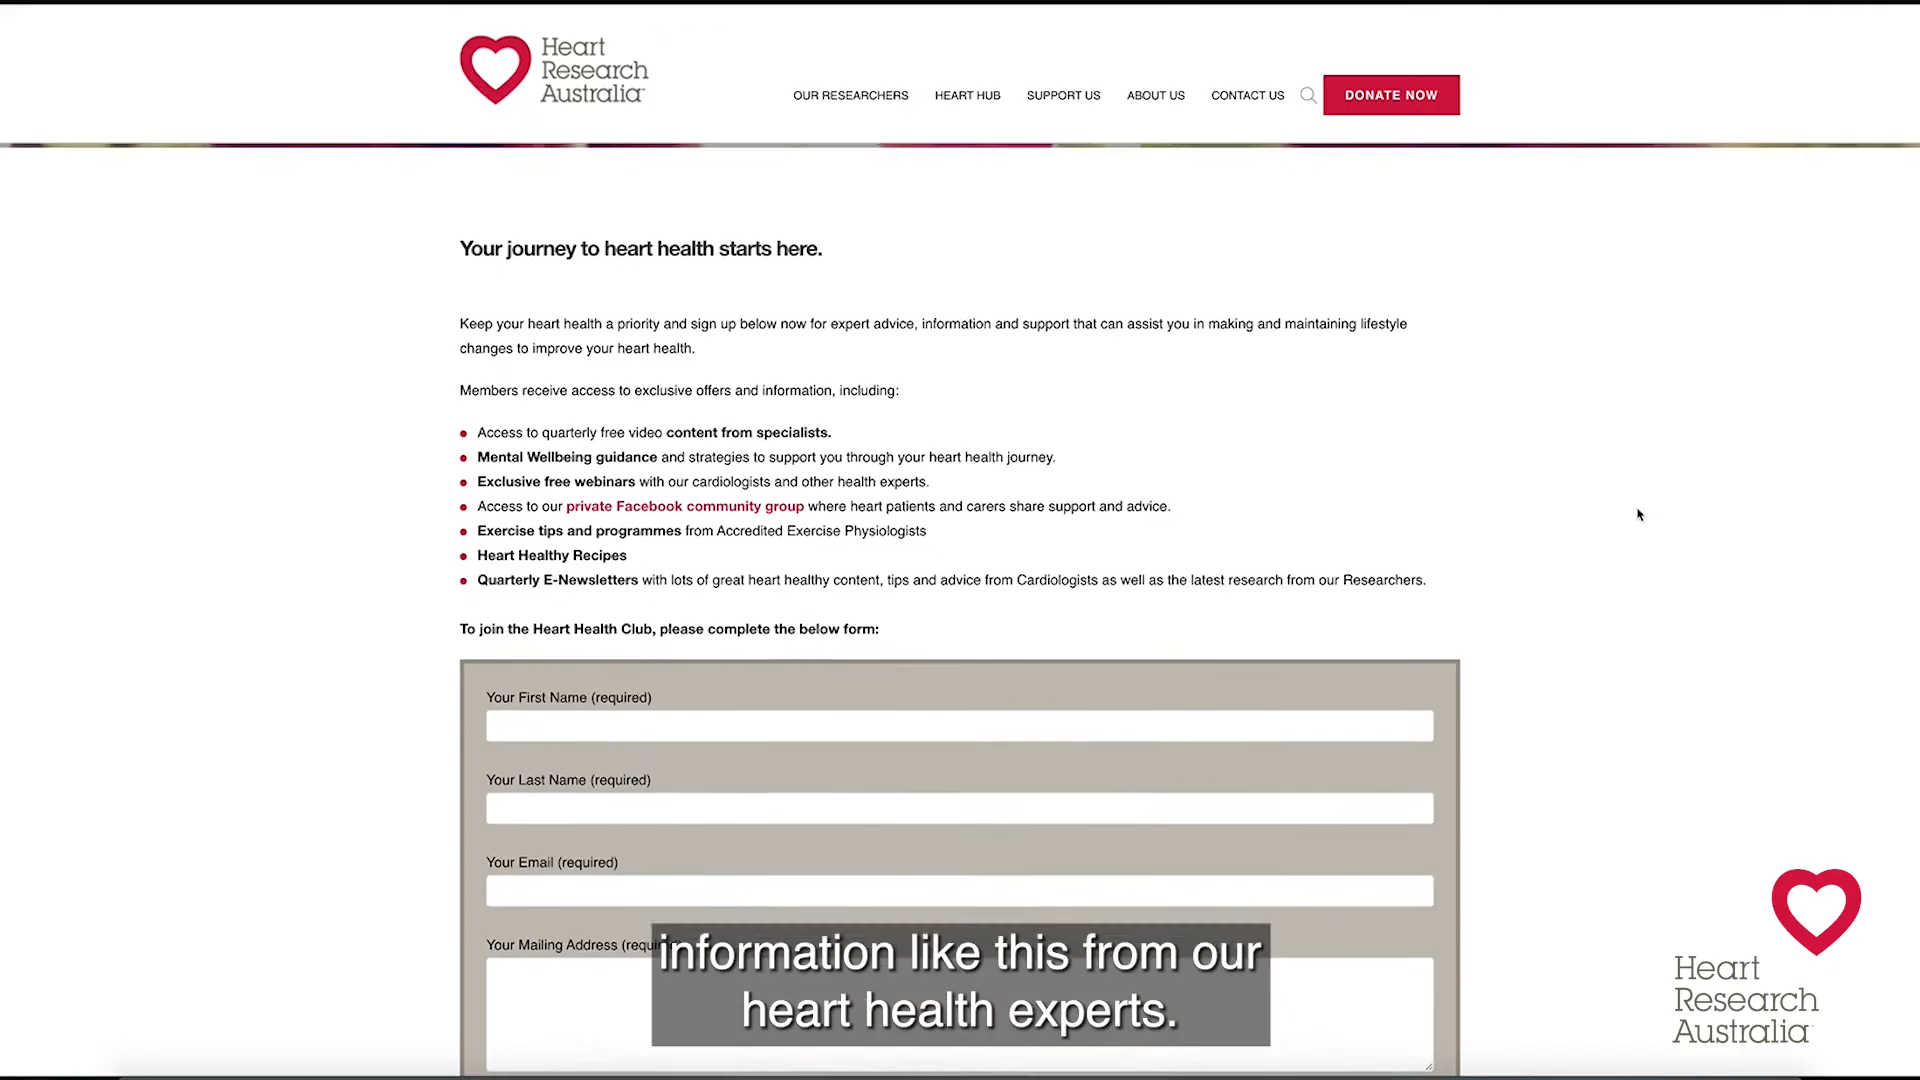 Heart
Research
Australia
OUR RESEARCHERS
HEART HUB
SUPPORT US
ABOUT US
CONTACT US
DONATE NOW
Your journey to heart health starts here.
Keep your heart health a priority and sign up below now for expert advice, information and support that can assist you in making and maintaining lifestyle
changes to improve your heart health.
Members receive access to exclusive offers and information, including:
Access to quarterly free video content from specialists.
Mental Wellbeing guidance and strategies to support you through your heart health journey.
Exclusive free webinars with our cardiologists and other health experts.
Access to our private Facebook community group where heart patients and carers share support and advice.
Exercise tips and programmes from Accredited Exercise Physiologists
Heart Healthy Recipes
Quarterly E-Newsletters with lots of great heart healthy content, tips and advice from Cardiologists as well as the latest research from our Researchers.
To join the Heart Health Club, please complete the below form:
Your First Name (required)
Your Last Name (required)
Your Email (required)
Your Mailing Address
information like this from our
heart health experts.
Heart
Research
Australia